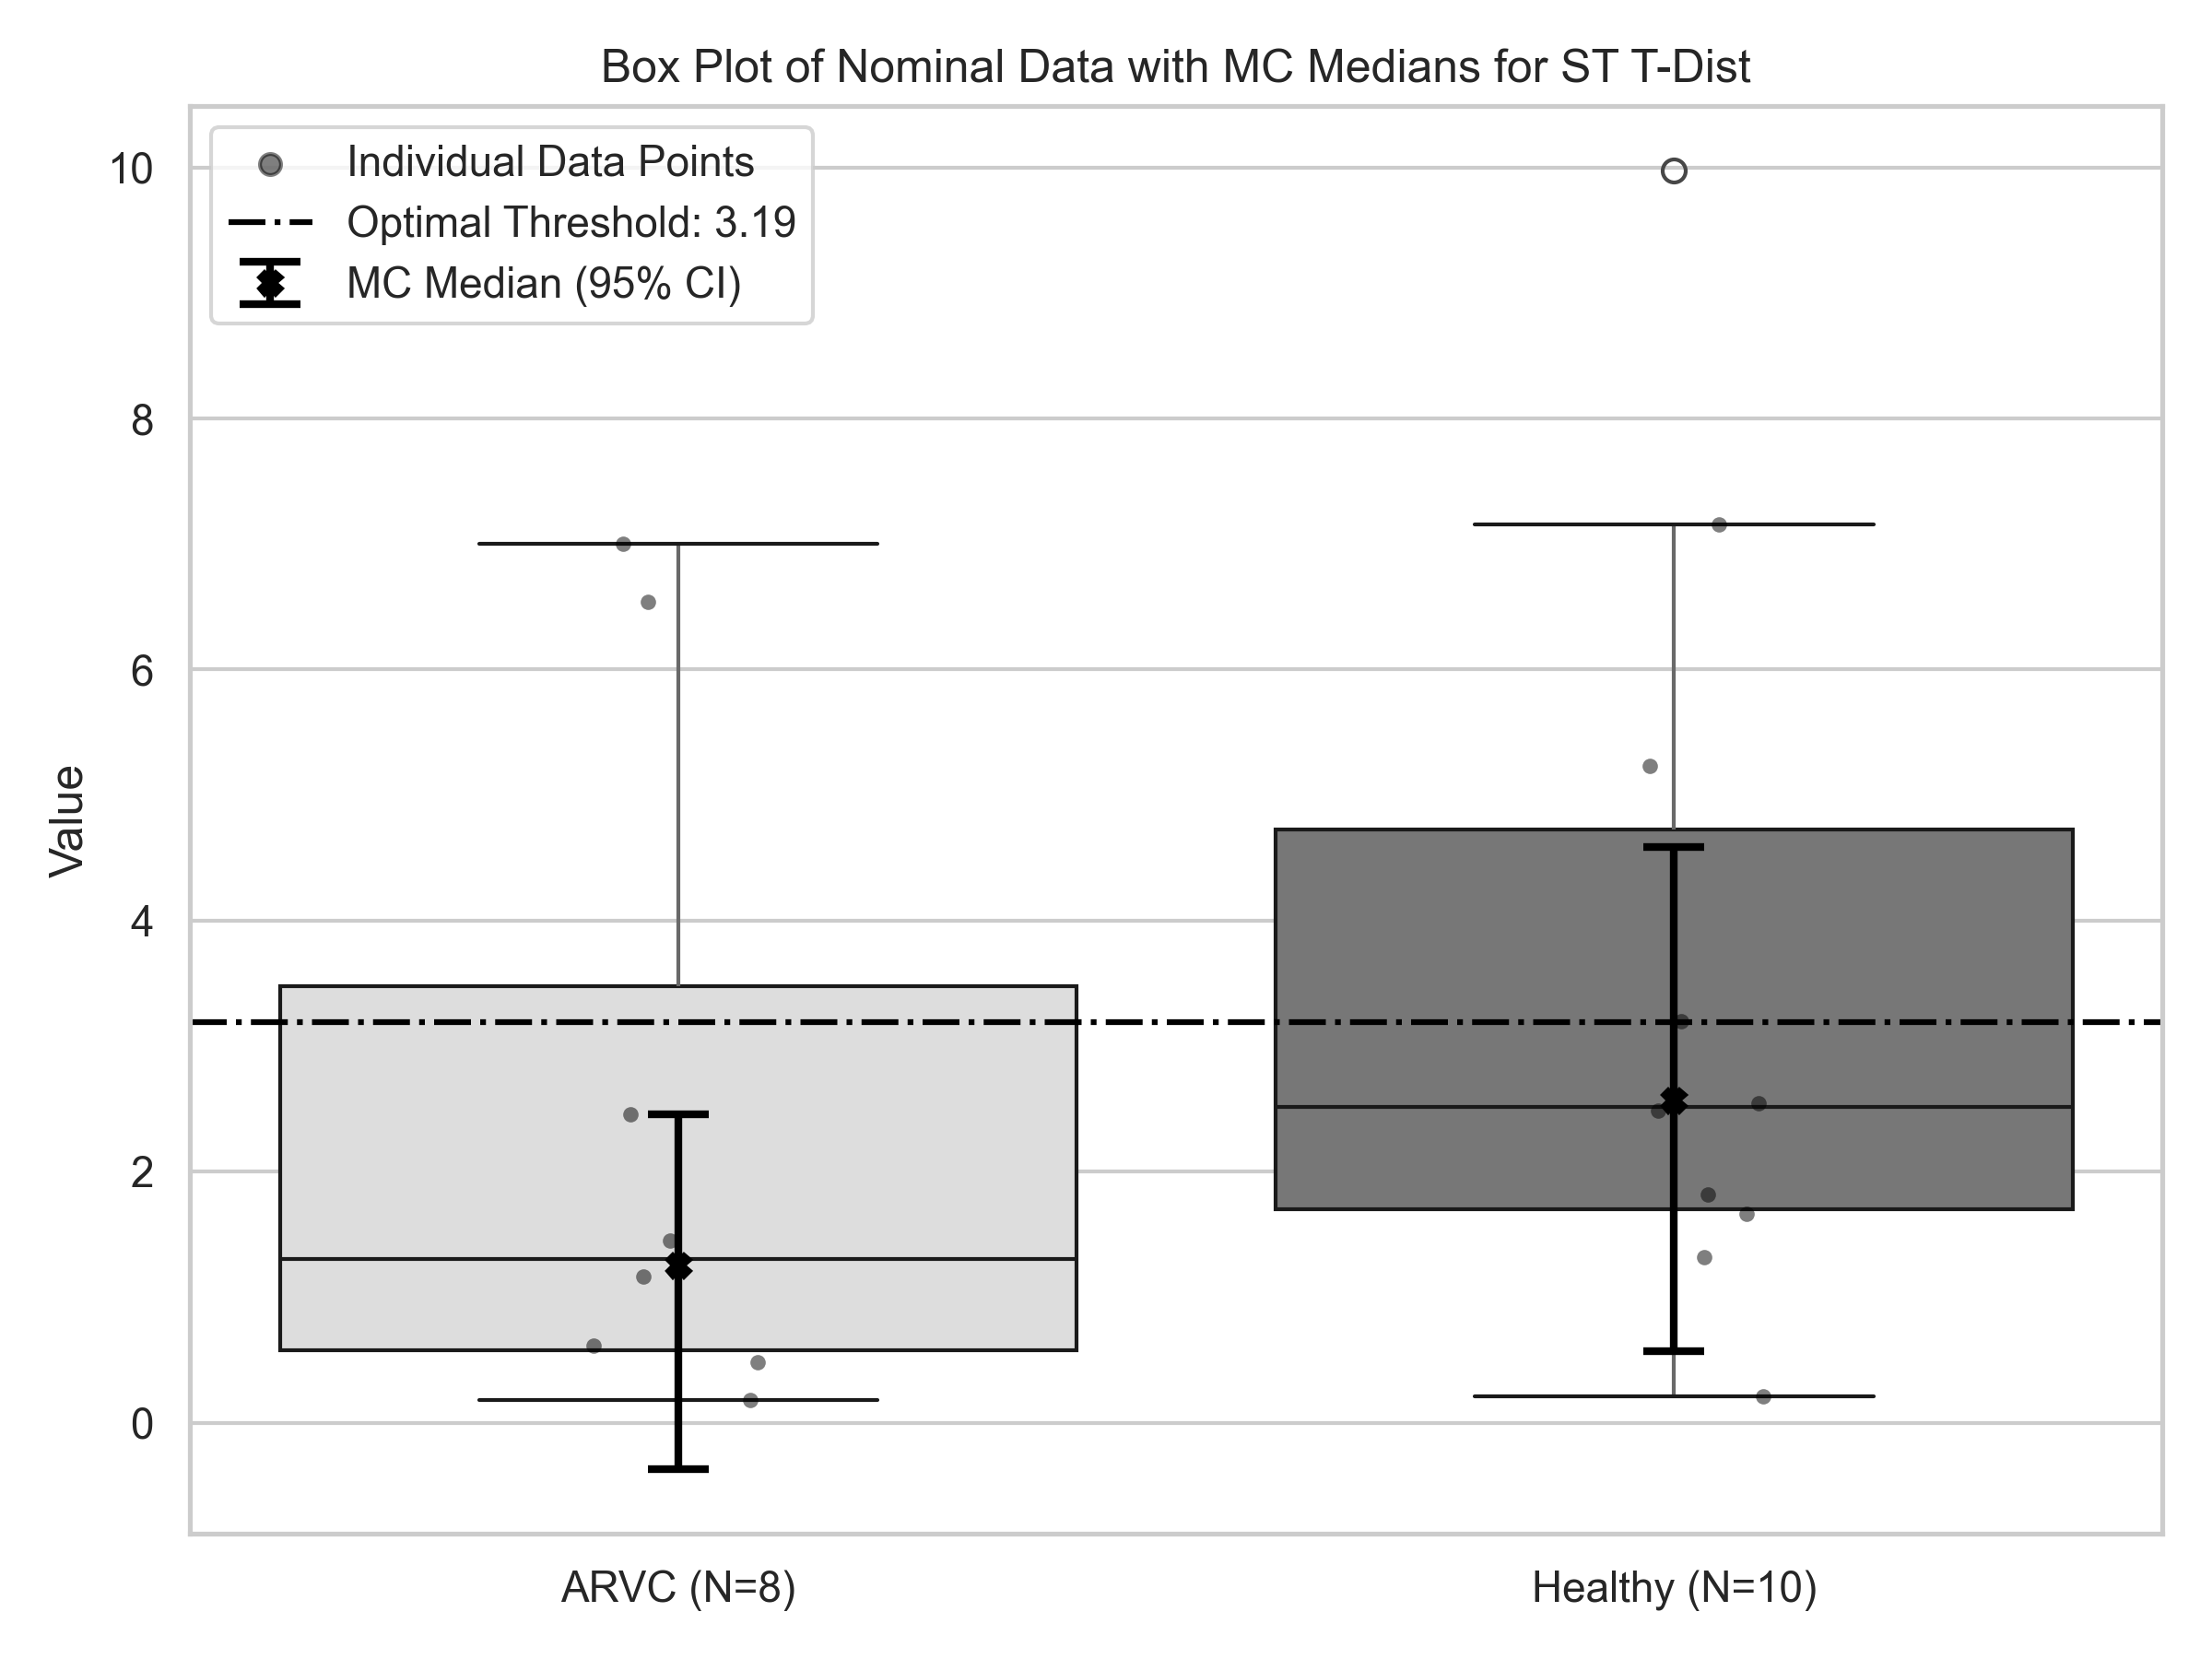 Box Plot of Nominal Data with MC Medians for ST T-Dist
Individual Data Points
Optimal Threshold: 3.19
MC Median (95% CI)
10
8
6
4
2
0
Value
ARVC (N=8)
Healthy (N=10)